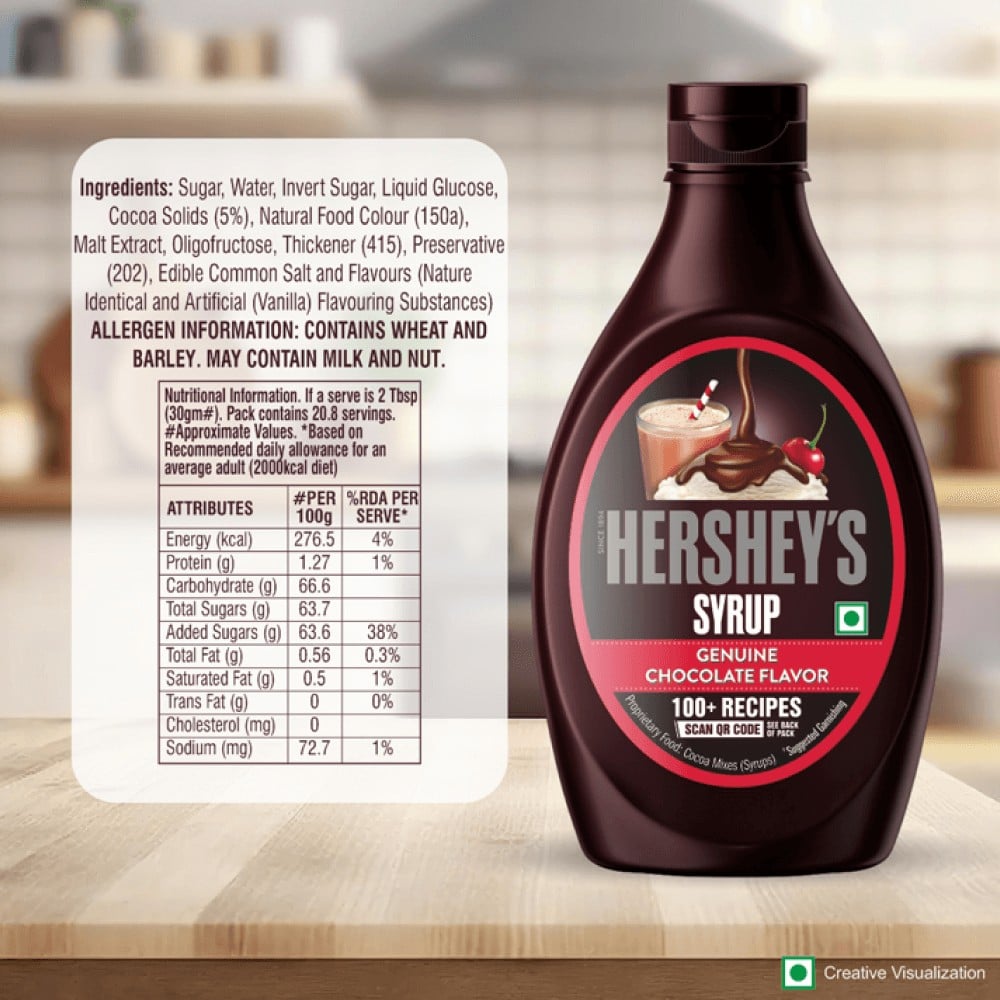 Ingredients: Sugar, Water, Invert Sugar, Liquid Glucose,
Cocoa Solids (5%), Natural Food Colour (150a),
Malt Extract, Oligofructose, Thickener (415), Preservative
(202), Edible Common Salt and Flavours (Nature
Identical and Artificial (Vanilla) Flavouring Substances)
ALLERGEN INFORMATION: CONTAINS WHEAT AND
BARLEY. MAY CONTAIN MILK AND NUT.
Nutritional Information. If a serve is 2 Tbsp
(30gm#). Pack contains 20.8 servings.
#Approximate Values. *Based on
Recommended daily allowance for an
average adult (2000kcal diet)
ATTRIBUTES #PER 100g %RDA PER SERVE*
Energy (kcal) 276.5 4%
Protein (g) 1.27 1%
Carbohydrate (g) 66.6
Total Sugars (g) 63.7
Added Sugars (g) 63.6 38%
Total Fat (g) 0.56 0.3%
Saturated Fat (g) 0.5 1%
Trans Fat (g) 0 0%
Cholesterol (mg) 0
Sodium (mg) 72.7 1%
SINCE 1894
HERSHEY'S
SYRUP
GENUINE
CHOCOLATE FLAVOR
100+ RECIPES
SCAN QR CODE SEE BACK OF PACK
Proprietary Food: Cocoa Mixes (Syrups)
*Suggested Garnishing
Creative Visualization